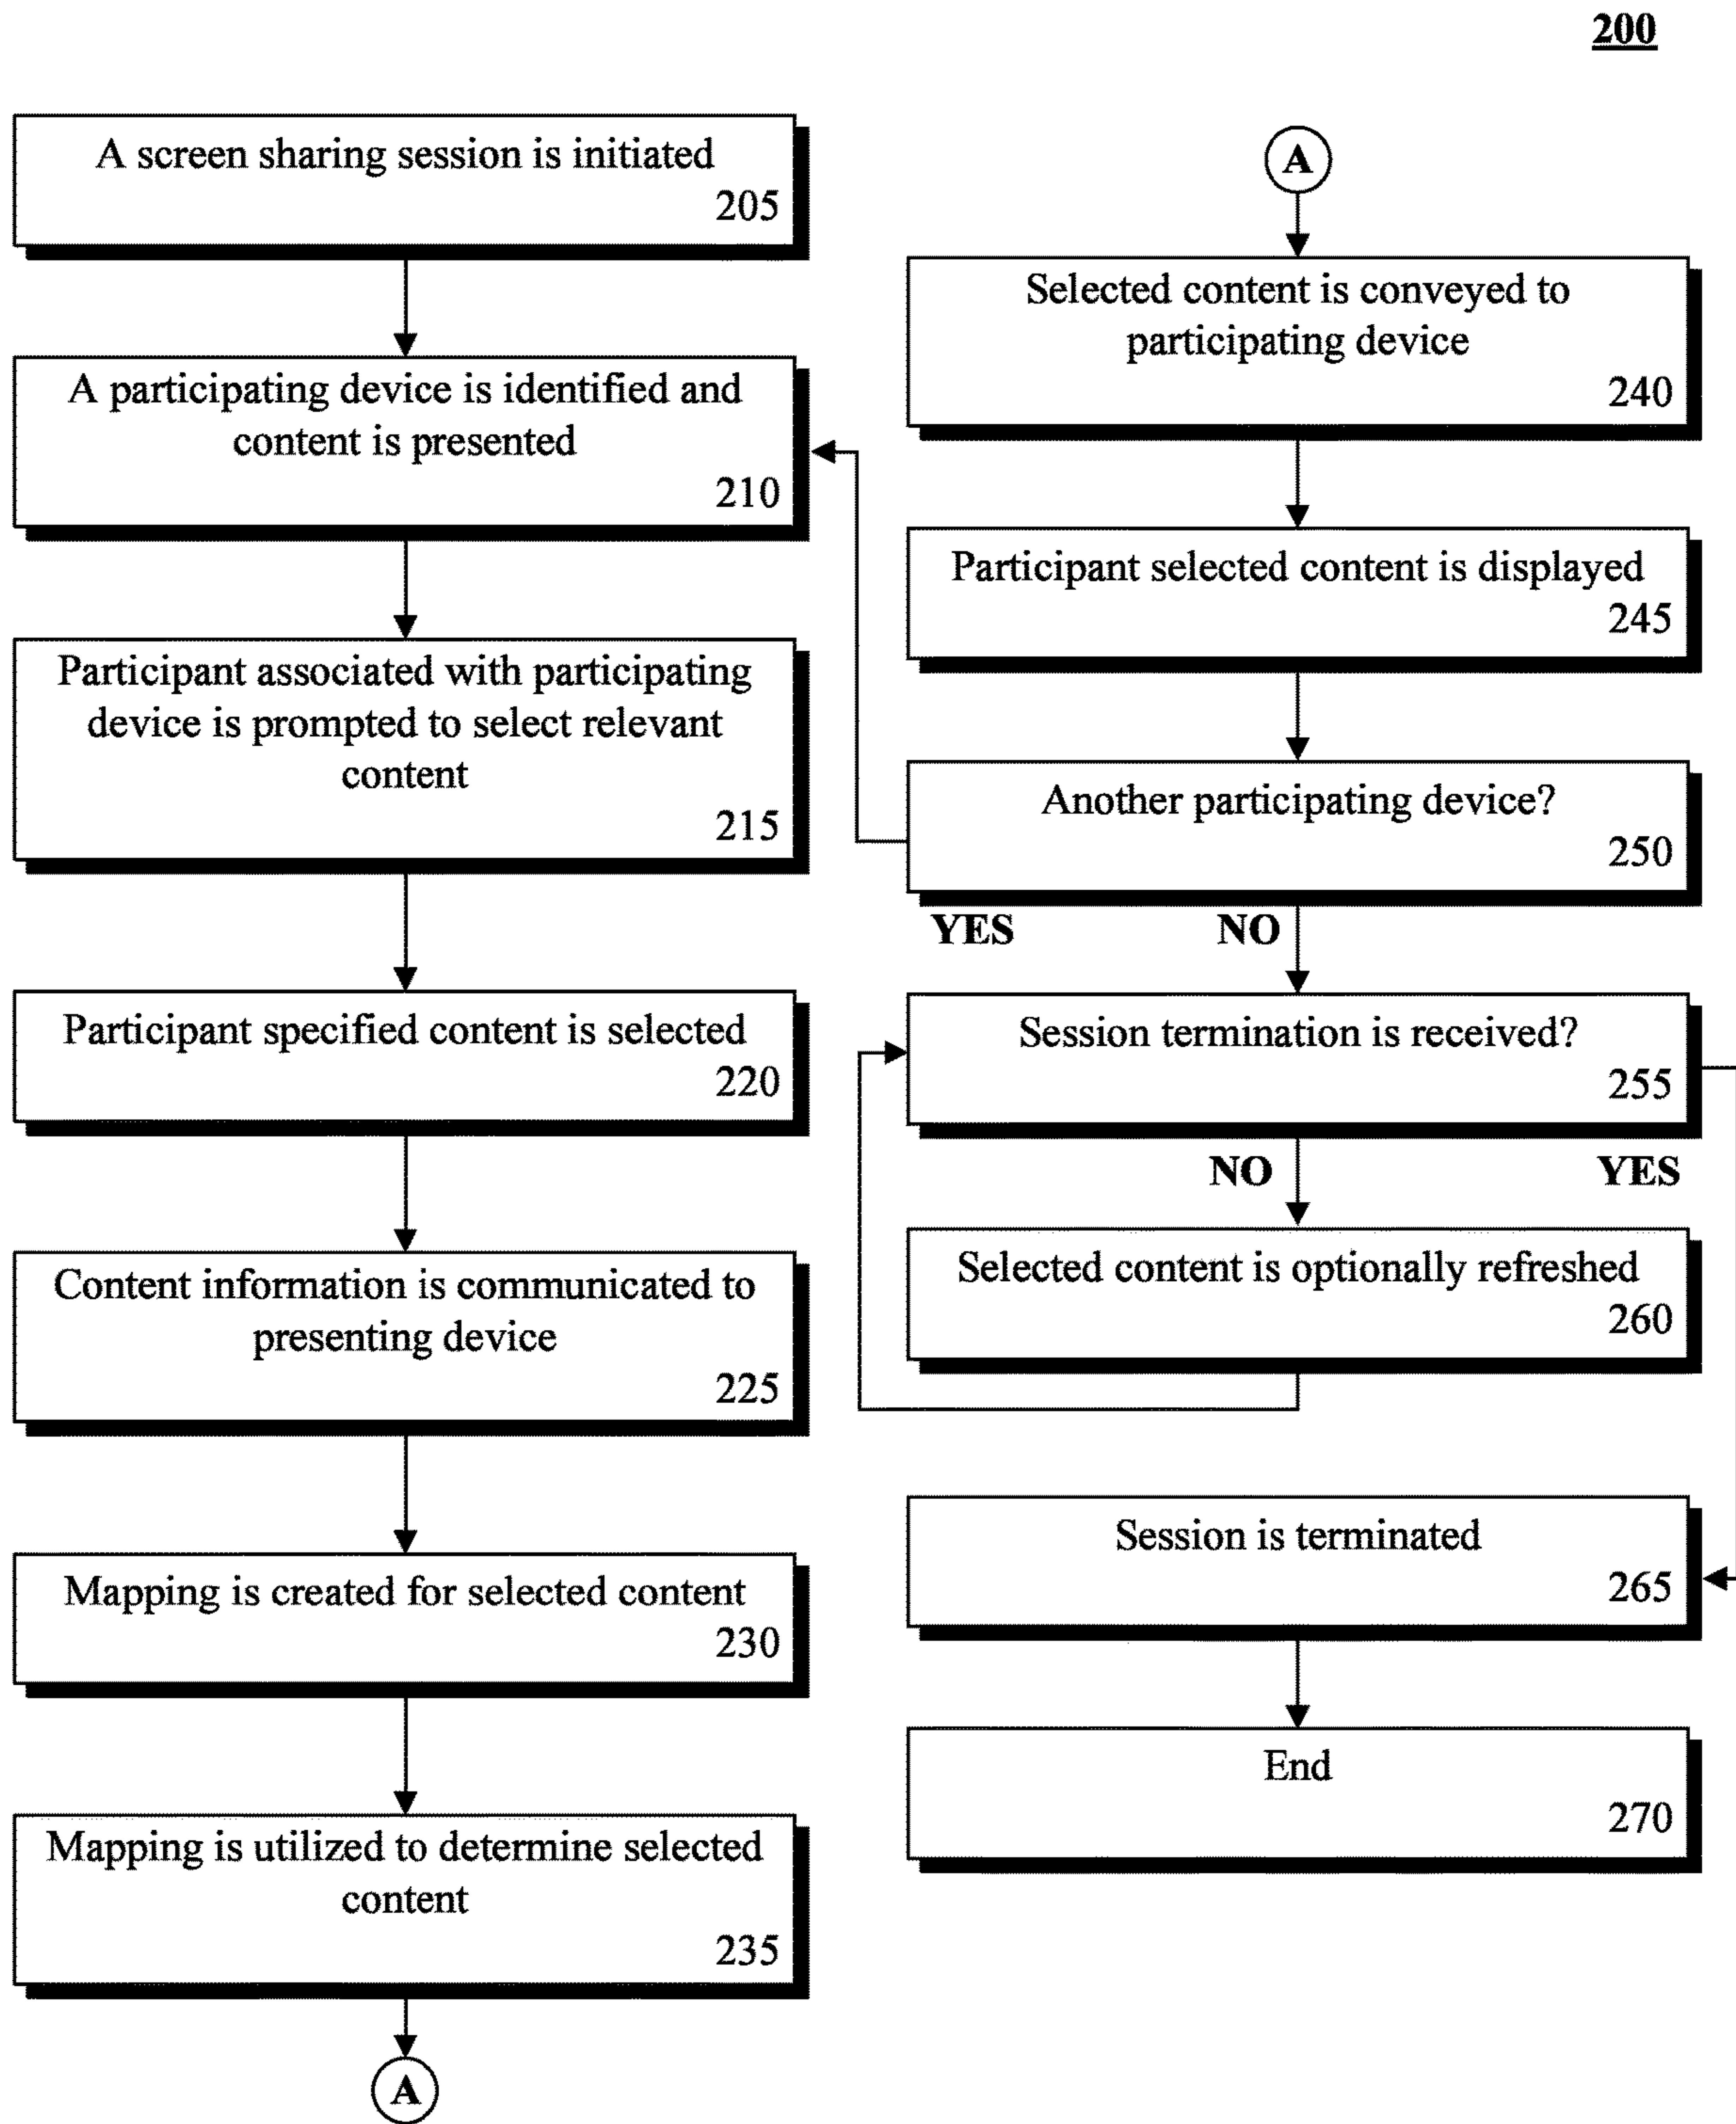 200
A screen sharing session is initiated
205
A participating device is identified and
content is presented
210
Participant associated with participating
device is prompted to select relevant
content
215
Participant specified content is selected
220
Content information is communicated to
presenting device
225
Mapping is created for selected content
230
Mapping is utilized to determine selected
content
235
A
A
Selected content is conveyed to
participating device
240
Participant selected content is displayed
245
Another participating device?
250
YES NO
Session termination is received?
255
NO YES
Selected content is optionally refreshed
260
Session is terminated
265
End
270